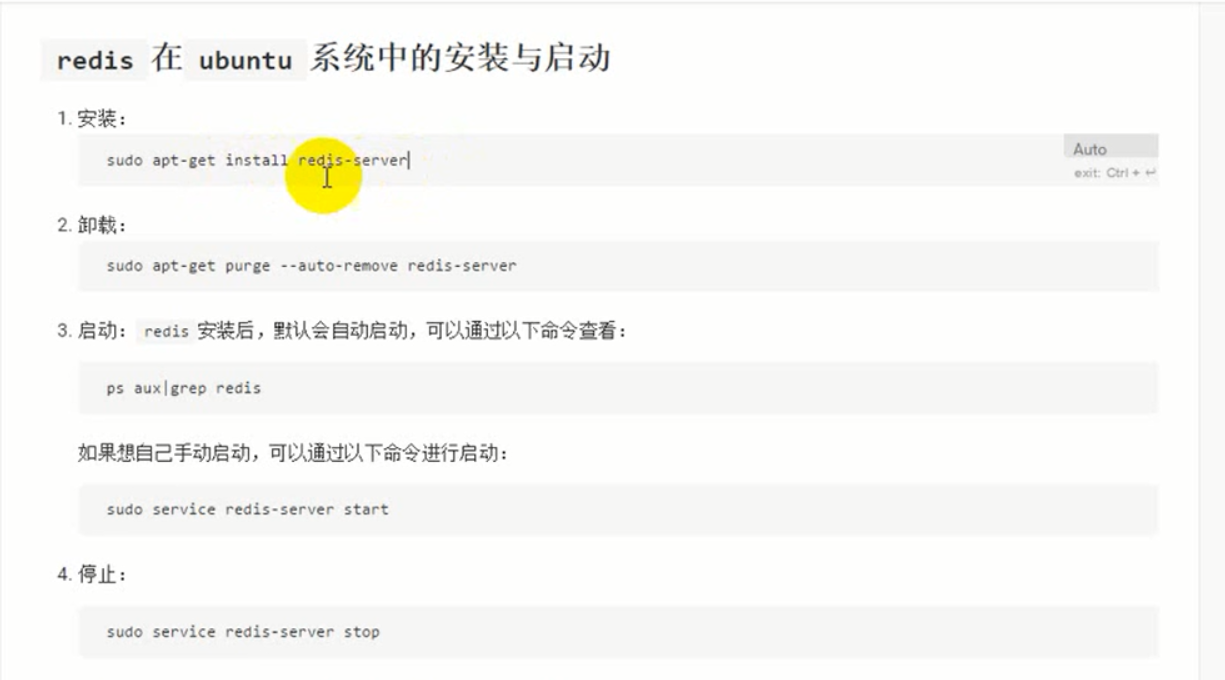 redis 在 ubuntu 系统中的安装与启动
1. 安装：
sudo apt-get install redis-server
Auto
exit: Ctrl + ↵
2. 卸载：
sudo apt-get purge --auto-remove redis-server
3. 启动： redis 安装后，默认会自动启动，可以通过以下命令查看：
ps aux|grep redis
如果想自己手动启动，可以通过以下命令进行启动：
sudo service redis-server start
4. 停止：
sudo service redis-server stop